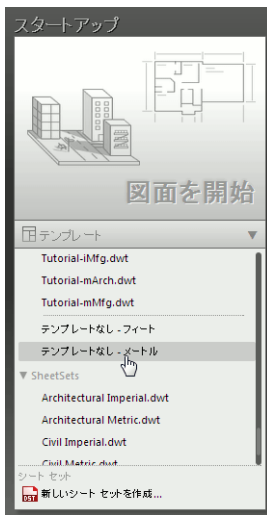 スタートアップ
図面を開始
テンプレート ▼
Tutorial-iMfg.dwt
Tutorial-mArch.dwt
Tutorial-mMfg.dwt
テンプレートなし - フィート
テンプレートなし - メートル
▼ SheetSets
Architectural Imperial.dwt
Architectural Metric.dwt
Civil Imperial.dwt
Civil Metric.dwt
シート セット
DST 新しいシート セットを作成...